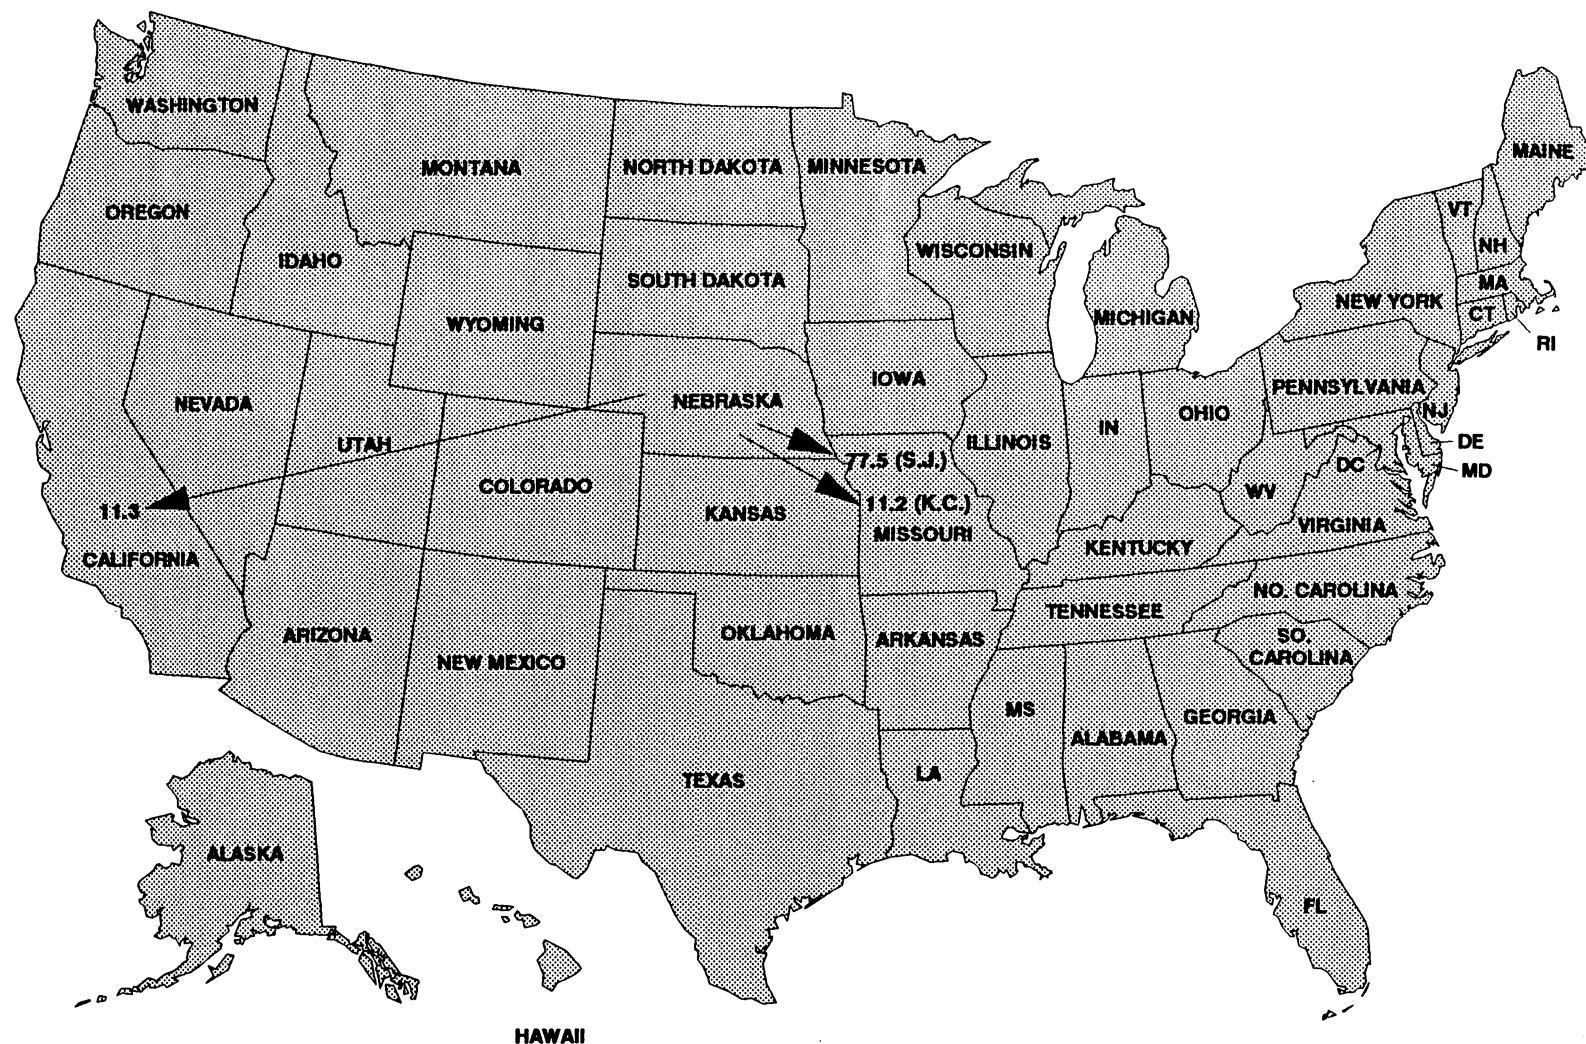 WASHINGTON
MONTANA
NORTH DAKOTA
MINNESOTA
MAINE
OREGON
VT
IDAHO
WISCONSIN
NH
SOUTH DAKOTA
MA
NEW YORK
WYOMING
MICHIGAN
CT
RI
IOWA
PENNSYLVANIA
NEVADA
NEBRASKA
OHIO
NJ
IN
UTAH
ILLINOIS
DE
77.5 (S.J.)
DC
MD
COLORADO
WV
11.3
11.2 (K.C.)
KANSAS
MISSOURI
VIRGINIA
CALIFORNIA
KENTUCKY
NO. CAROLINA
TENNESSEE
ARIZONA
OKLAHOMA
ARKANSAS
SO.
CAROLINA
NEW MEXICO
MS
GEORGIA
ALABAMA
TEXAS
LA
ALASKA
FL
HAWAII